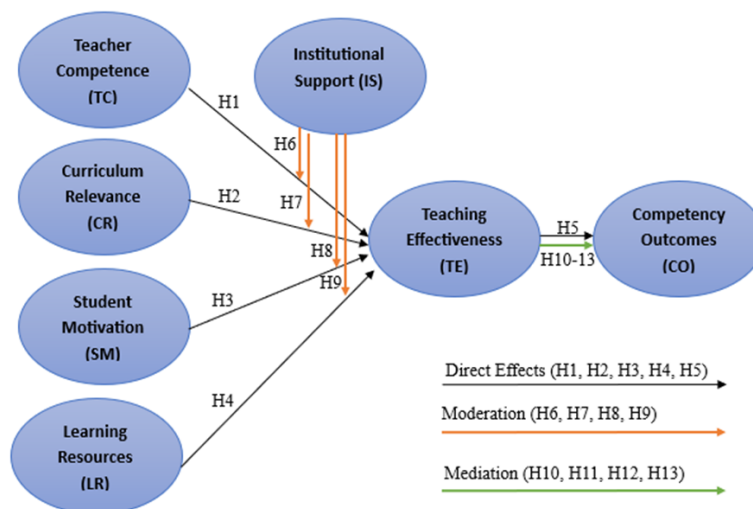 Teacher
Competence
(TC)
Institutional
Support (IS)
H1
H6
Curriculum
Relevance
(CR)
H2
H7
Teaching
Effectiveness
(TE)
H5
H10-13
Competency
Outcomes
(CO)
H8
H9
Student
Motivation
(SM)
H3
H4
Learning
Resources
(LR)
Direct Effects (H1, H2, H3, H4, H5)
Moderation (H6, H7, H8, H9)
Mediation (H10, H11, H12, H13)